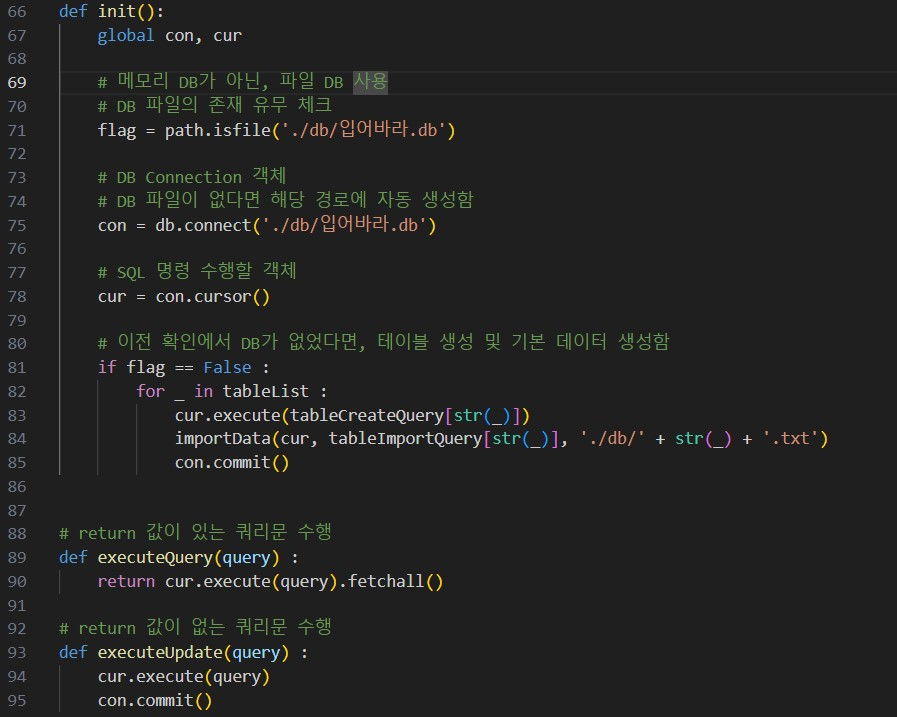 66 def init():
67     global con, cur
68
69     # 메모리 DB가 아닌, 파일 DB 사용
70     # DB 파일의 존재 유무 체크
71     flag = path.isfile('./db/입어바라.db')
72
73     # DB Connection 객체
74     # DB 파일이 없다면 해당 경로에 자동 생성함
75     con = db.connect('./db/입어바라.db')
76
77     # SQL 명령 수행할 객체
78     cur = con.cursor()
79
80     # 이전 확인에서 DB가 없었다면, 테이블 생성 및 기본 데이터 생성함
81     if flag == False :
82         for _ in tableList :
83             cur.execute(tableCreateQuery[str(_)])
84             importData(cur, tableImportQuery[str(_)], './db/' + str(_) + '.txt')
85             con.commit()
86
87
88 # return 값이 있는 쿼리문 수행
89 def executeQuery(query) :
90     return cur.execute(query).fetchall()
91
92 # return 값이 없는 쿼리문 수행
93 def executeUpdate(query) :
94     cur.execute(query)
95     con.commit()